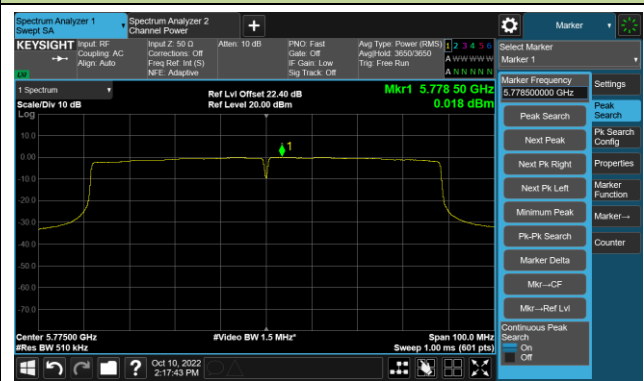 Spectrum Analyzer 1
Swept SA
Spectrum Analyzer 2
Channel Power
Marker
KEYSIGHT
Input: RF
Coupling: AC
Align: Auto
Input Z: 50 Ω
Corrections: Off
Freq Ref: Int (S)
NFE: Adaptive
Atten: 10 dB
PNO: Fast
Gate: Off
IF Gain: Low
Sig Track: Off
Avg Type: Power (RMS)
Avg|Hold: 3650/3650
Trig: Free Run
1 2 3 4 5 6
A W W W W W
A N N N N N
Select Marker
Marker 1
1 Spectrum
Scale/Div 10 dB
Log
Ref Lvl Offset 22.40 dB
Ref Level 20.00 dBm
Mkr1 5.778 50 GHz
0.018 dBm
10.0
0.00
-10.0
-20.0
-30.0
-40.0
-50.0
-60.0
-70.0
1
Center 5.77500 GHz
#Res BW 510 kHz
#Video BW 1.5 MHz*
Span 100.0 MHz
Sweep 1.00 ms (601 pts)
Marker Frequency
5.778500000 GHz
Peak Search
Next Peak
Next Pk Right
Next Pk Left
Minimum Peak
Pk-Pk Search
Marker Delta
Mkr→CF
Mkr→Ref Lvl
Continuous Peak
Search
On
Off
Settings
Peak
Search
Pk Search
Config
Properties
Marker
Function
Marker→
Counter
Oct 10, 2022
2:17:43 PM